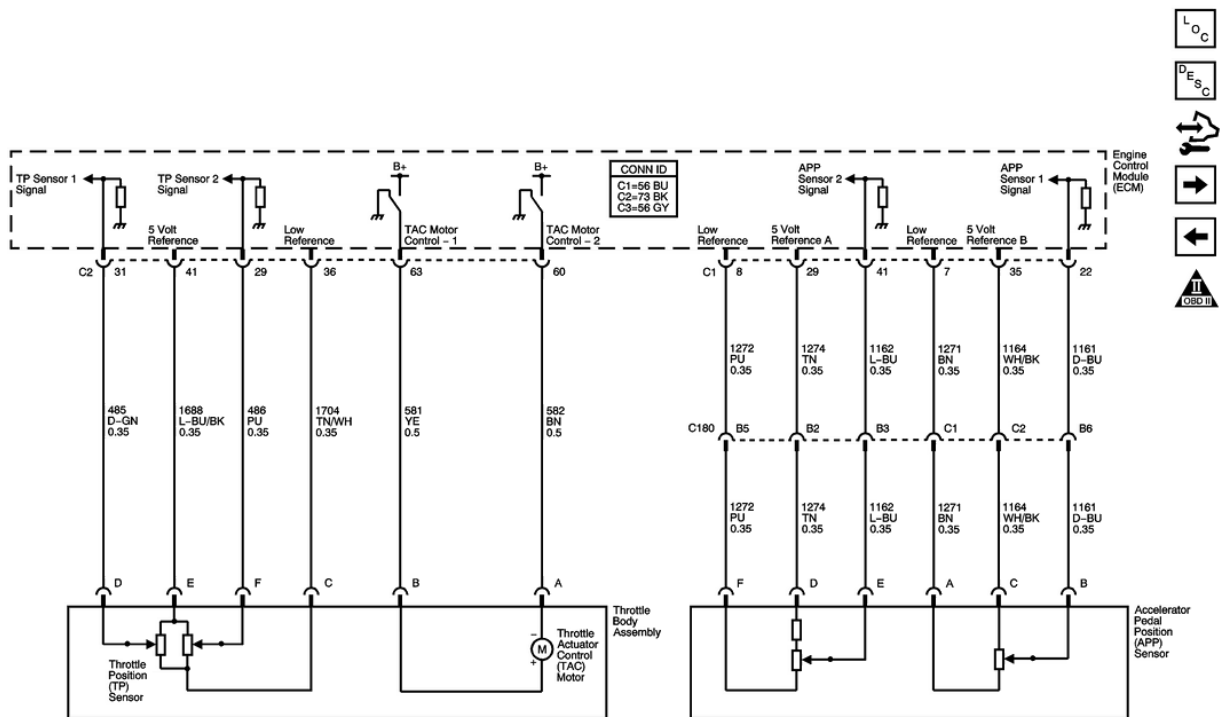 L O C
D E S C
II
OBD II
Engine
Control
Module
(ECM)
TP Sensor 1
Signal
TP Sensor 2
Signal
B+
B+
CONN ID
C1=56 BU
C2=73 BK
C3=56 GY
APP
Sensor 2
Signal
APP
Sensor 1
Signal
5 Volt
Reference
Low
Reference
TAC Motor
Control – 1
TAC Motor
Control – 2
Low
Reference
5 Volt
Reference A
Low
Reference
5 Volt
Reference B
C2 31 41 29 36 63 60
C1 8 29 41 7 35 22
485
D–GN
0.35
1688
L–BU/BK
0.35
486
PU
0.35
1704
TN/WH
0.35
581
YE
0.5
582
BN
0.5
1272
PU
0.35
1274
TN
0.35
1162
L–BU
0.35
1271
BN
0.35
1164
WH/BK
0.35
1161
D–BU
0.35
C180 B5 B2 B3 C1 C2 B6
1272
PU
0.35
1274
TN
0.35
1162
L–BU
0.35
1271
BN
0.35
1164
WH/BK
0.35
1161
D–BU
0.35
D E F C B A
F D E A C B
Throttle
Position
(TP)
Sensor
–
M
+
Throttle
Actuator
Control
(TAC)
Motor
Throttle
Body
Assembly
Accelerator
Pedal
Position
(APP)
Sensor